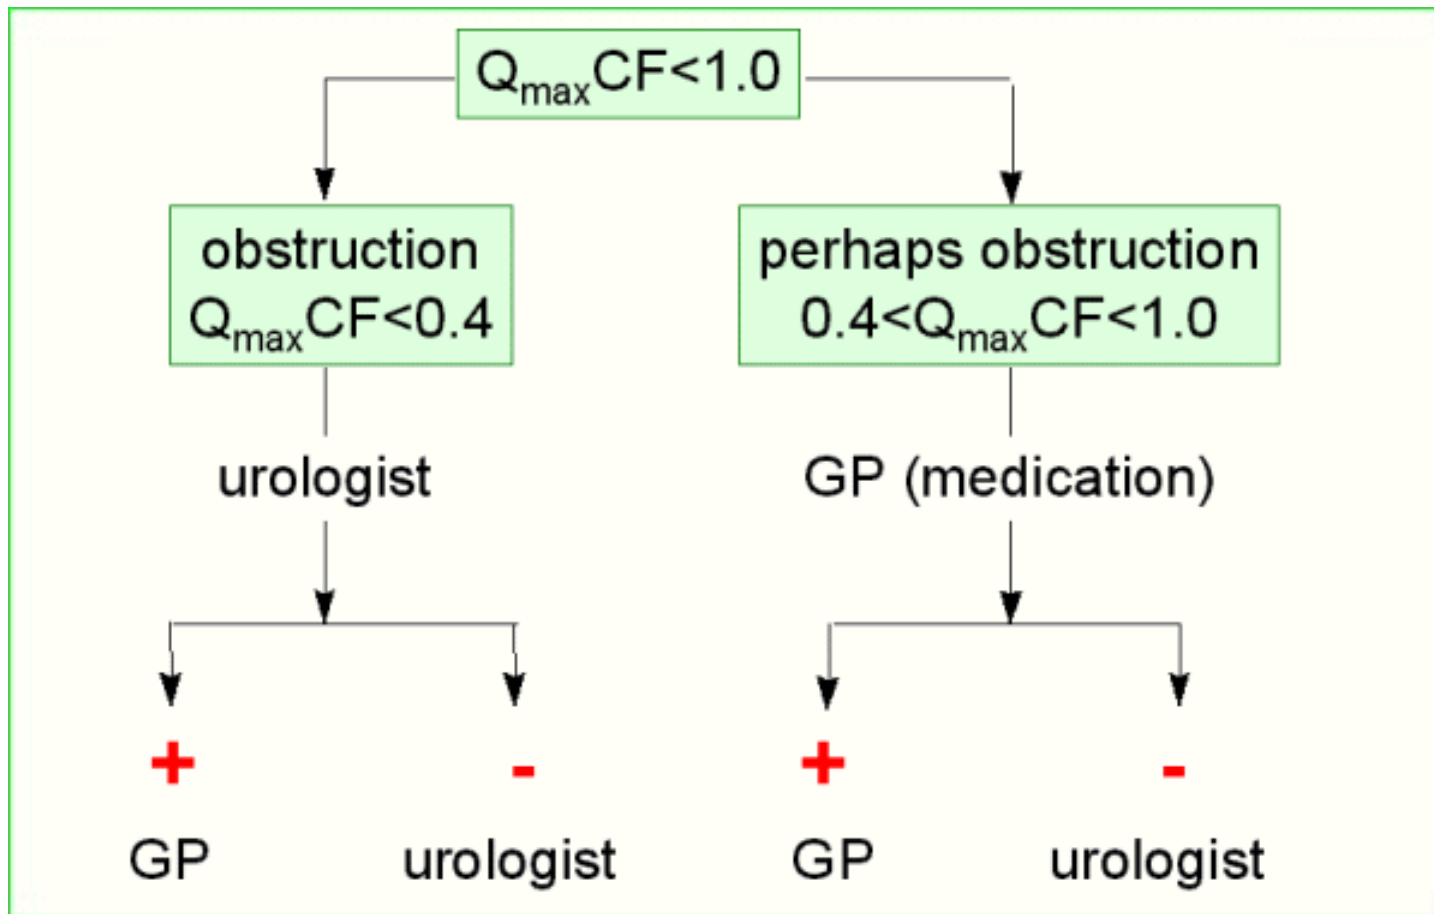 QmaxCF<1.0
obstruction
QmaxCF<0.4
perhaps obstruction
0.4<QmaxCF<1.0
urologist
GP (medication)
+
-
+
-
GP
urologist
GP
urologist